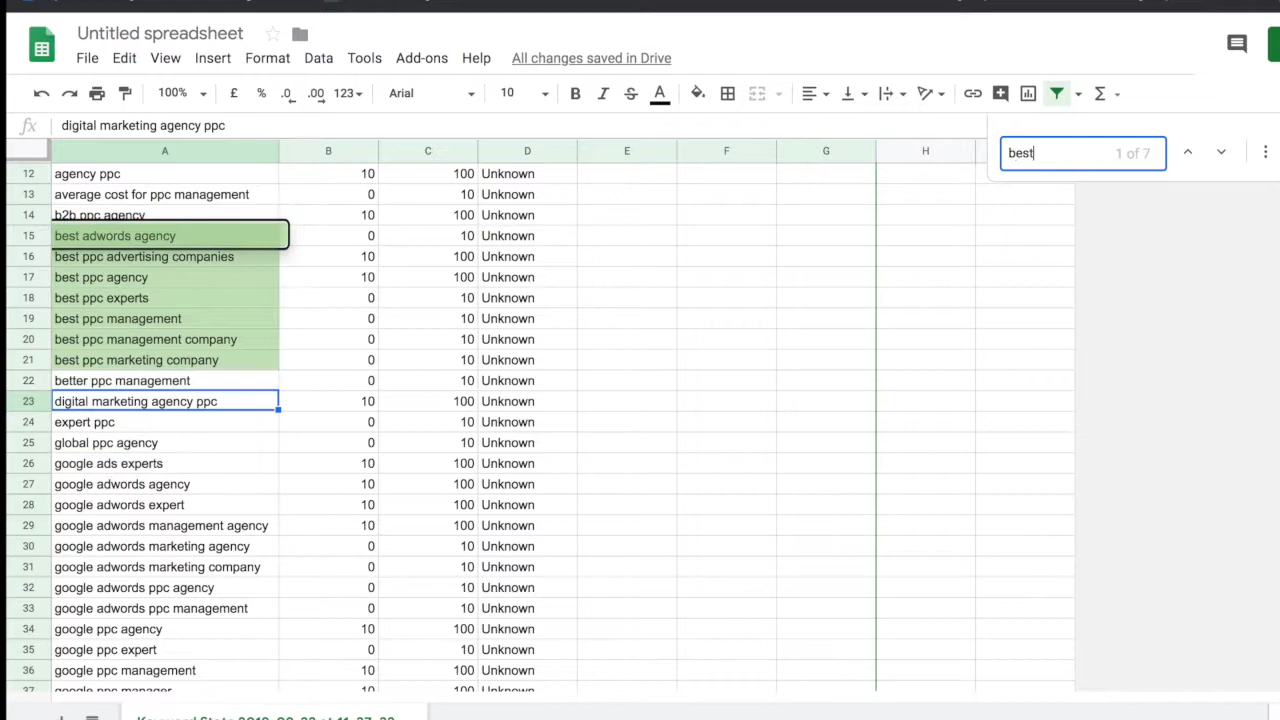 Untitled spreadsheet
File Edit View Insert Format Data Tools Add-ons Help All changes saved in Drive
100% £ % .0 .00 123 Arial 10 B I S A Σ
fx digital marketing agency ppc
best 1 of 7
A B C D E F G H
12 agency ppc 10 100 Unknown
13 average cost for ppc management 0 10 Unknown
14 b2b ppc agency 10 100 Unknown
15 best adwords agency 0 10 Unknown
16 best ppc advertising companies 10 100 Unknown
17 best ppc agency 10 100 Unknown
18 best ppc experts 0 10 Unknown
19 best ppc management 0 10 Unknown
20 best ppc management company 0 10 Unknown
21 best ppc marketing company 0 10 Unknown
22 better ppc management 0 10 Unknown
23 digital marketing agency ppc 10 100 Unknown
24 expert ppc 0 10 Unknown
25 global ppc agency 0 10 Unknown
26 google ads experts 10 100 Unknown
27 google adwords agency 10 100 Unknown
28 google adwords expert 10 100 Unknown
29 google adwords management agency 10 100 Unknown
30 google adwords marketing agency 0 10 Unknown
31 google adwords marketing company 0 10 Unknown
32 google adwords ppc agency 0 10 Unknown
33 google adwords ppc management 0 10 Unknown
34 google ppc agency 10 100 Unknown
35 google ppc expert 0 10 Unknown
36 google ppc management 10 100 Unknown
37 google ppc manager 10 100 Unknown